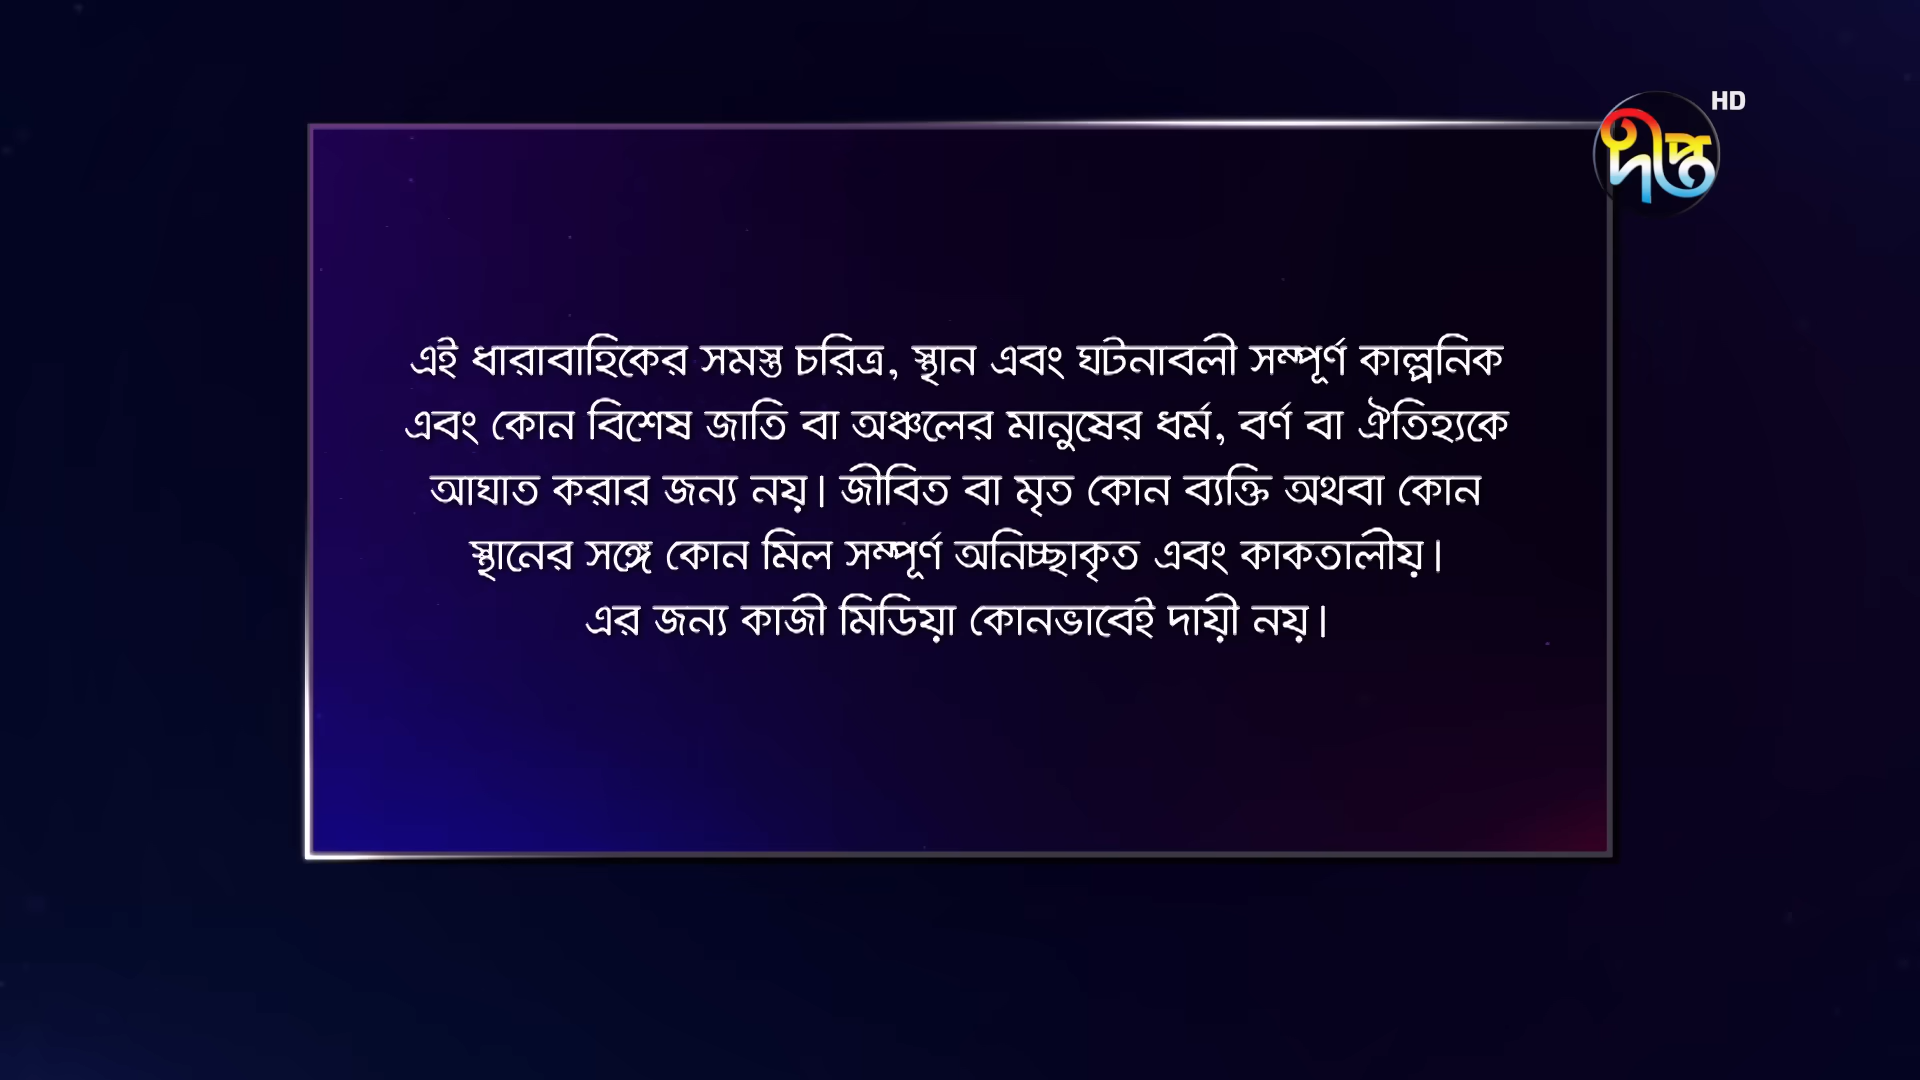 HD
দীপ্ত
এই ধারাবাহিকের সমস্ত চরিত্র, স্থান এবং ঘটনাবলী সম্পূর্ণ কাল্পনিক
এবং কোন বিশেষ জাতি বা অঞ্চলের মানুষের ধর্ম, বর্ণ বা ঐতিহ্যকে
আঘাত করার জন্য নয়। জীবিত বা মৃত কোন ব্যক্তি অথবা কোন
স্থানের সঙ্গে কোন মিল সম্পূর্ণ অনিচ্ছাকৃত এবং কাকতালীয়।
এর জন্য কাজী মিডিয়া কোনভাবেই দায়ী নয়।